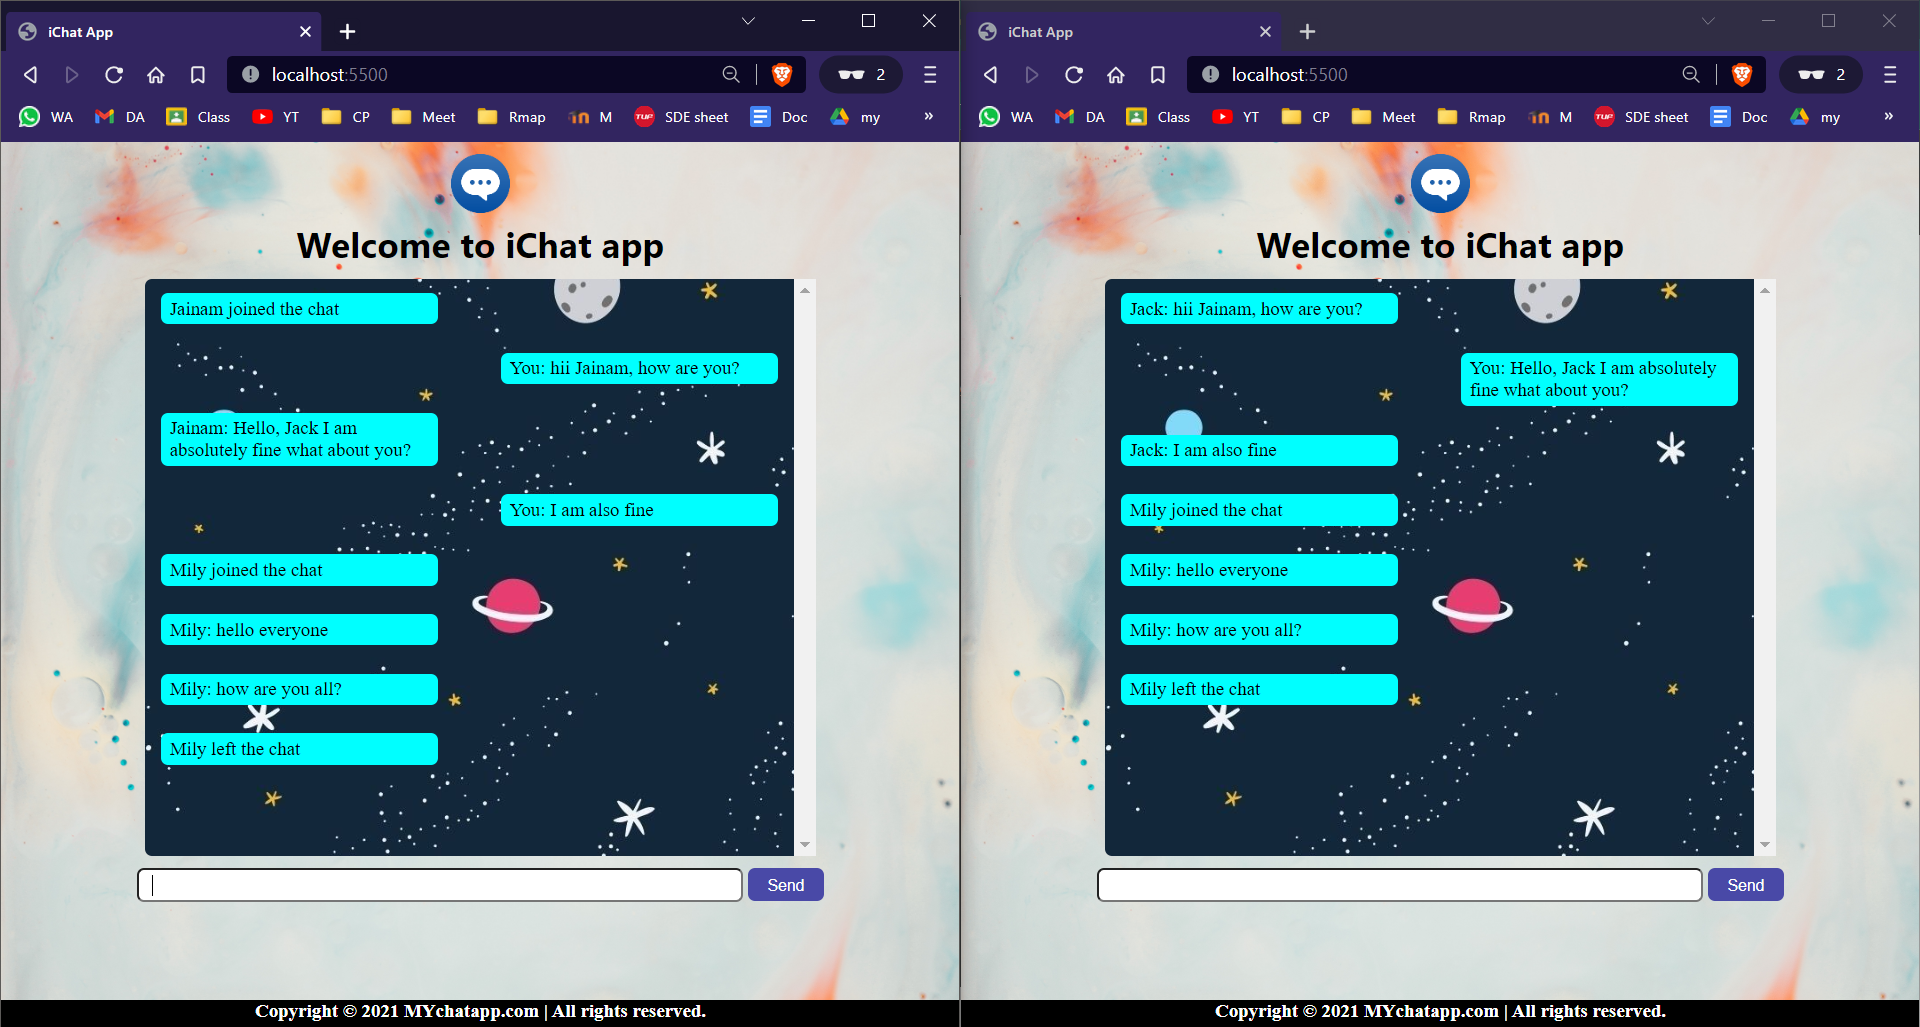 iChat App
localhost:5500
2
WA DA Class YT CP Meet Rmap M TUF SDE sheet Doc my »
Welcome to iChat app
Jainam joined the chat
You: hii Jainam, how are you?
Jainam: Hello, Jack I am
absolutely fine what about you?
You: I am also fine
Mily joined the chat
Mily: hello everyone
Mily: how are you all?
Mily left the chat
Send
Copyright © 2021 MYchatapp.com | All rights reserved.
iChat App
localhost:5500
2
WA DA Class YT CP Meet Rmap M TUF SDE sheet Doc my »
Welcome to iChat app
Jack: hii Jainam, how are you?
You: Hello, Jack I am absolutely
fine what about you?
Jack: I am also fine
Mily joined the chat
Mily: hello everyone
Mily: how are you all?
Mily left the chat
Send
Copyright © 2021 MYchatapp.com | All rights reserved.